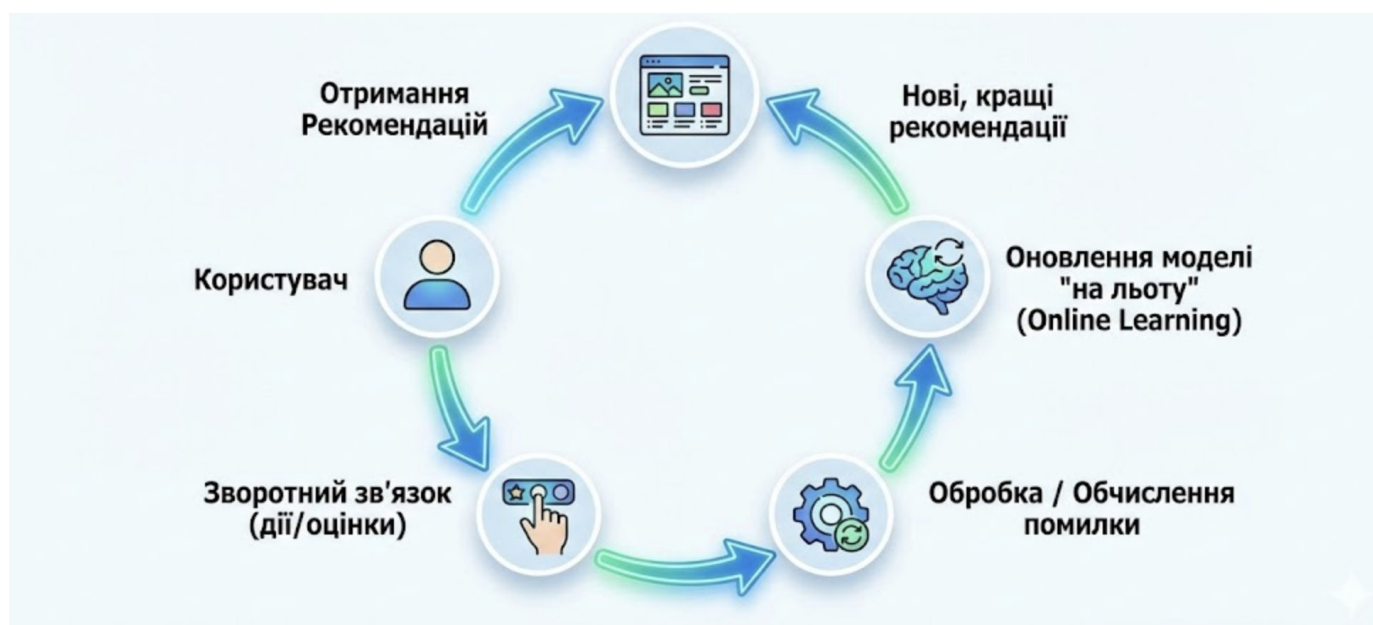 Отримання
Рекомендацій
Нові, кращі
рекомендації
Користувач
Оновлення моделі
"на льоту"
(Online Learning)
Зворотний зв'язок
(дії/оцінки)
Обробка / Обчислення
помилки